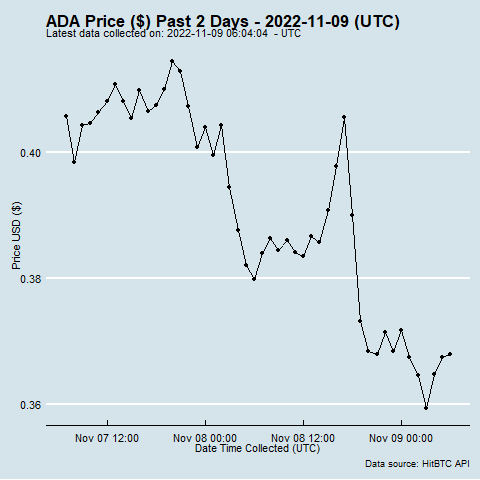 ADA Price ($) Past 2 Days - 2022-11-09 (UTC)
Latest data collected on: 2022-11-09 06:04:04 - UTC
Price USD ($)
0.40
0.38
0.36
Nov 07 12:00 Nov 08 00:00 Nov 08 12:00 Nov 09 00:00
Date Time Collected (UTC)
Data source: HitBTC API